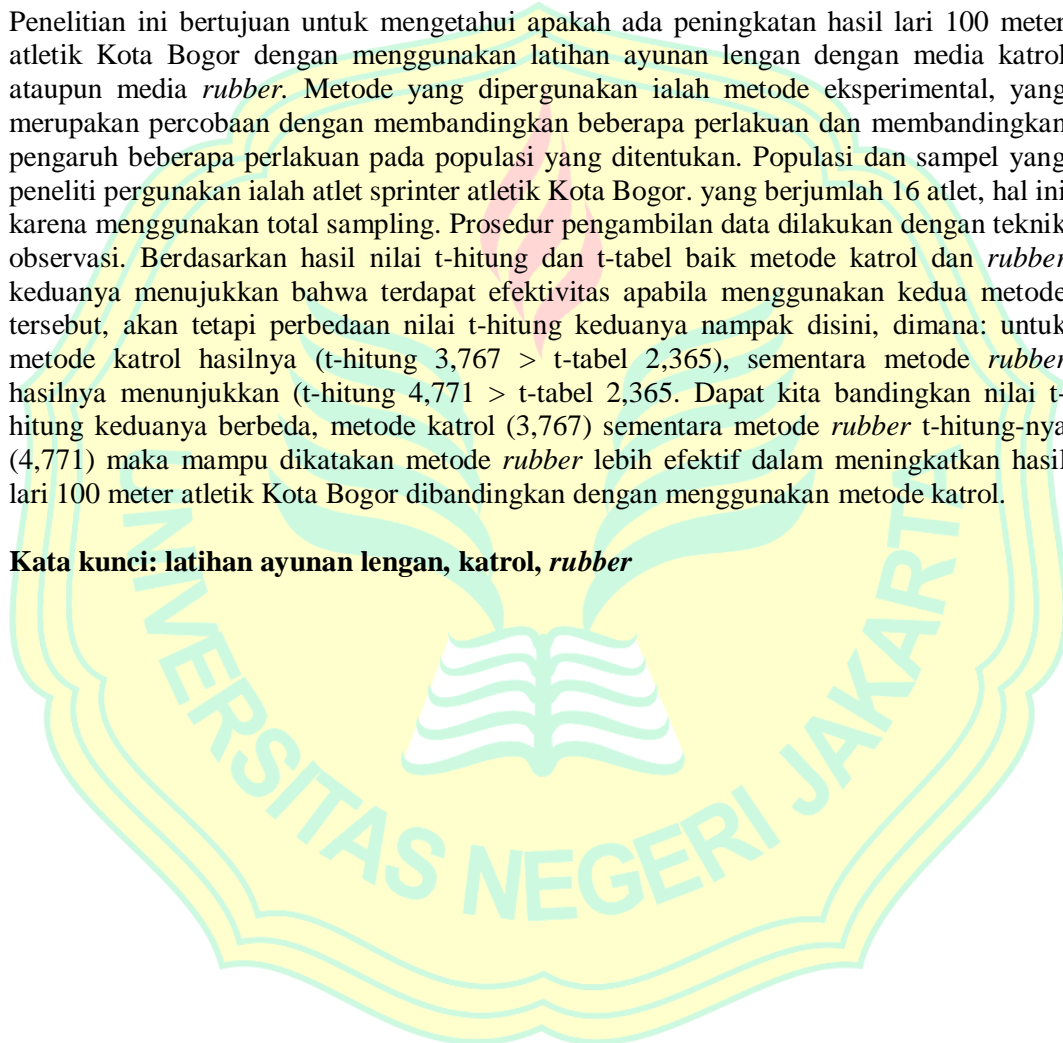 Penelitian ini bertujuan untuk mengetahui apakah ada peningkatan hasil lari 100 meter
atletik Kota Bogor dengan menggunakan latihan ayunan lengan dengan media katrol
ataupun media rubber. Metode yang dipergunakan ialah metode eksperimental, yang
merupakan percobaan dengan membandingkan beberapa perlakuan dan membandingkan
pengaruh beberapa perlakuan pada populasi yang ditentukan. Populasi dan sampel yang
peneliti pergunakan ialah atlet sprinter atletik Kota Bogor. yang berjumlah 16 atlet, hal ini
karena menggunakan total sampling. Prosedur pengambilan data dilakukan dengan teknik
observasi. Berdasarkan hasil nilai t-hitung dan t-tabel baik metode katrol dan rubber
keduanya menujukkan bahwa terdapat efektivitas apabila menggunakan kedua metode
tersebut, akan tetapi perbedaan nilai t-hitung keduanya nampak disini, dimana: untuk
metode katrol hasilnya (t-hitung 3,767 > t-tabel 2,365), sementara metode rubber
hasilnya menunjukkan (t-hitung 4,771 > t-tabel 2,365. Dapat kita bandingkan nilai t-
hitung keduanya berbeda, metode katrol (3,767) sementara metode rubber t-hitung-nya
(4,771) maka mampu dikatakan metode rubber lebih efektif dalam meningkatkan hasil
lari 100 meter atletik Kota Bogor dibandingkan dengan menggunakan metode katrol.
Kata kunci: latihan ayunan lengan, katrol, rubber
UNIVERSITAS NEGERI JAKARTA